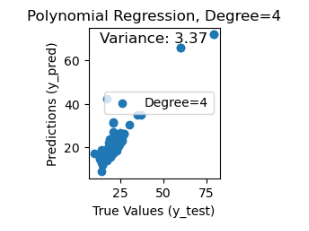 Polynomial Regression, Degree=4
Variance: 3.37
Degree=4
Predictions (y_pred)
60
40
20
25
50
75
True Values (y_test)